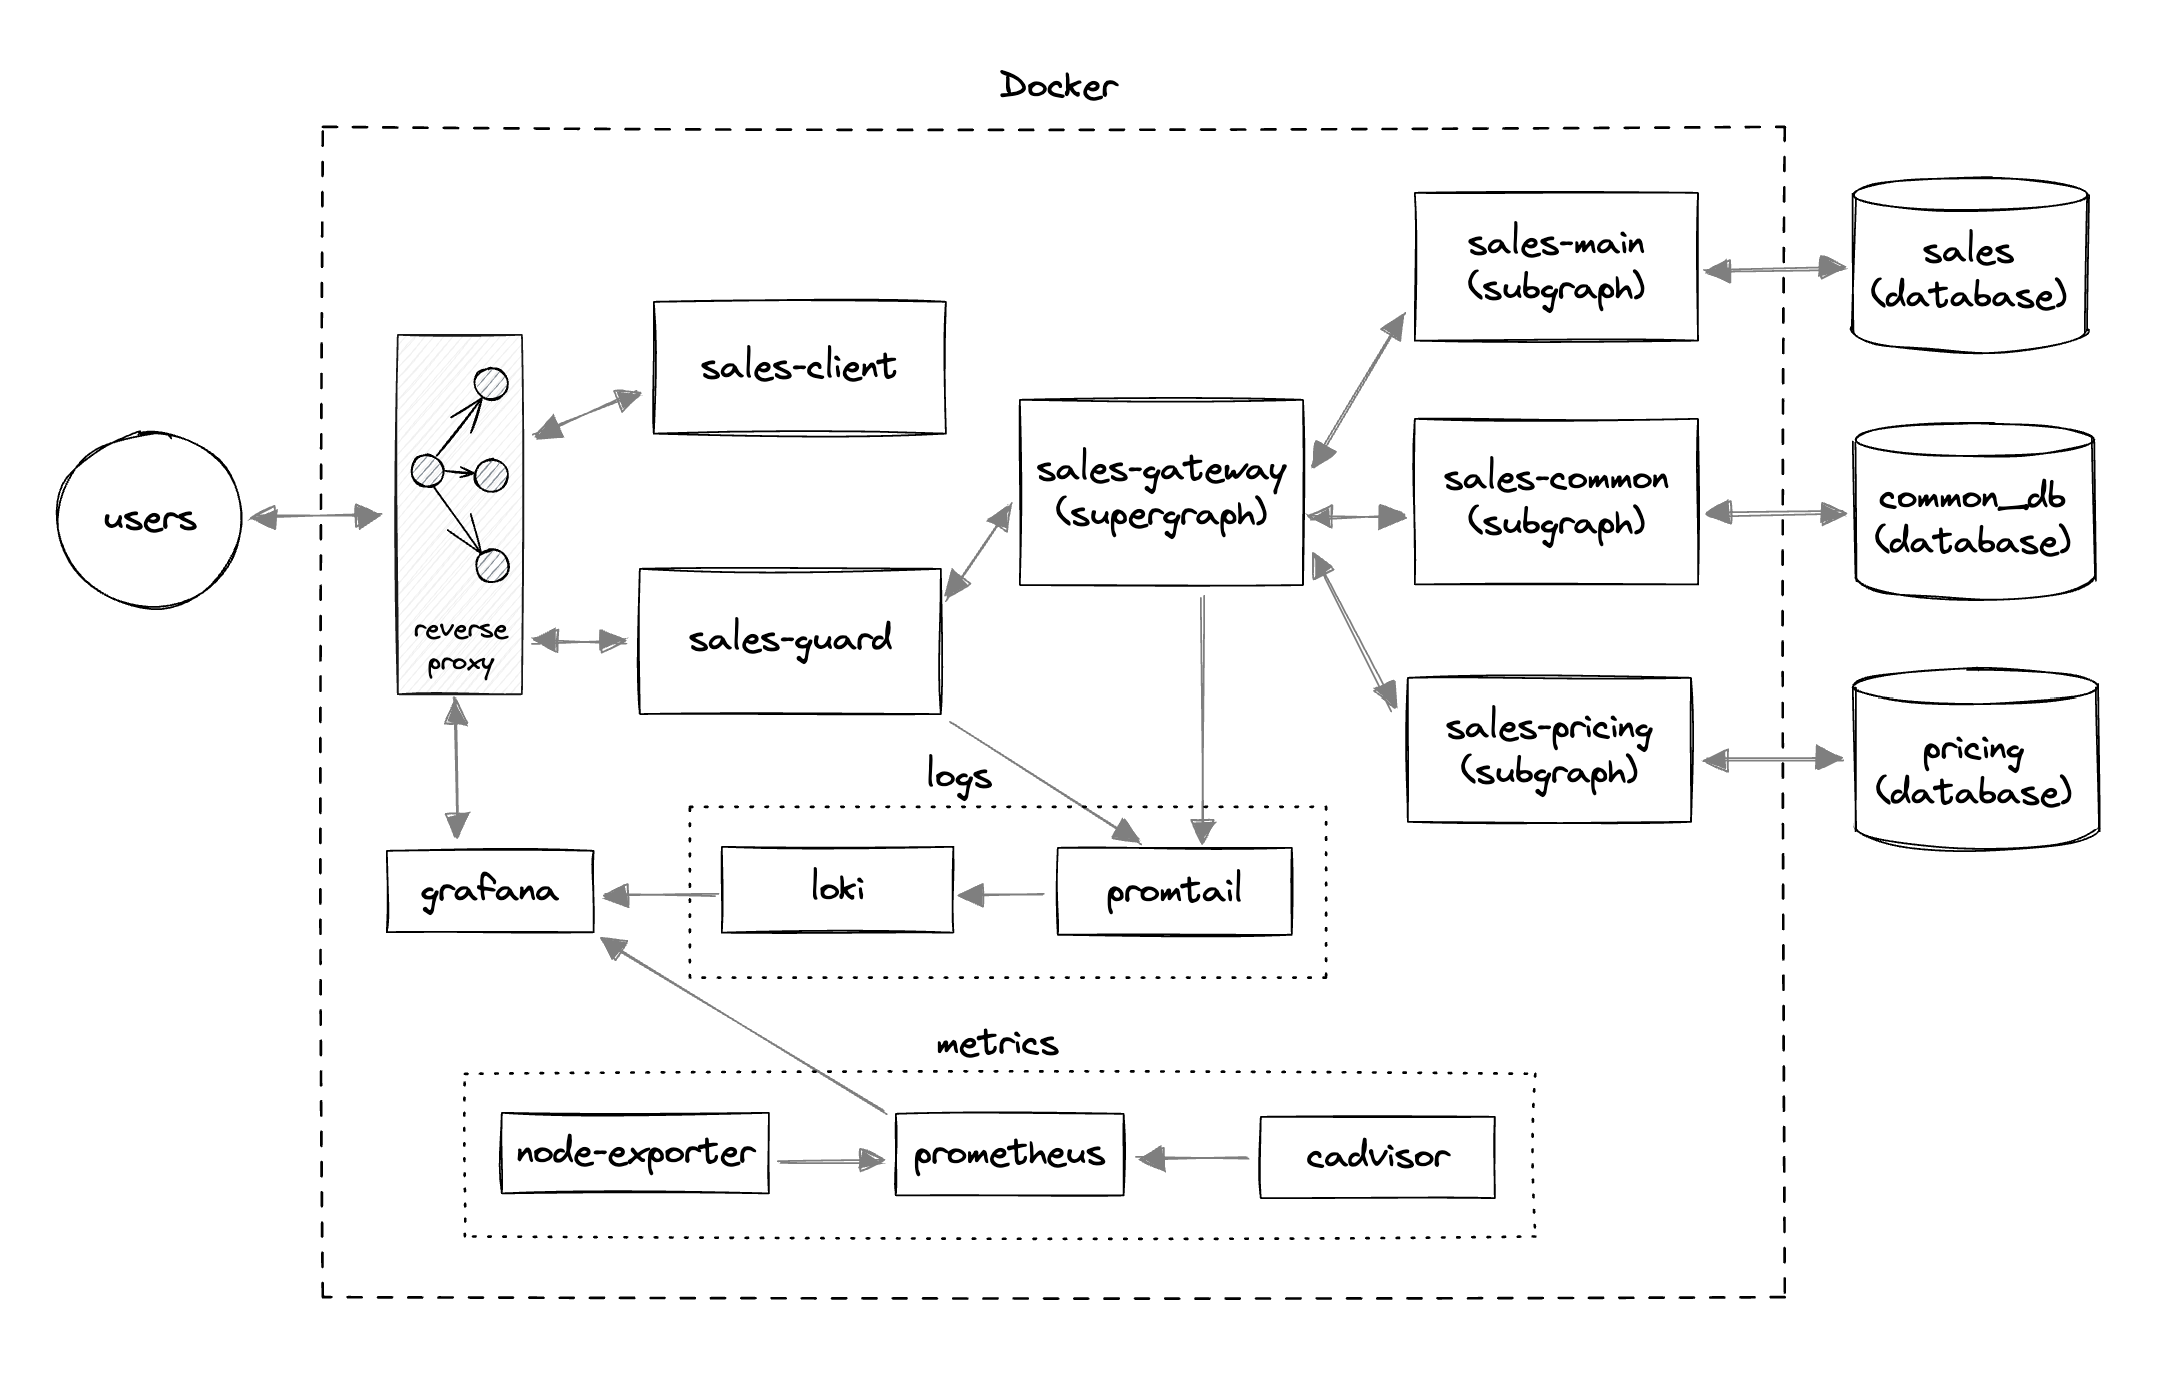 Docker
users
reverse
proxy
sales-client
sales-guard
sales-gateway
(supergraph)
sales-main
(subgraph)
sales-common
(subgraph)
sales-pricing
(subgraph)
sales
(database)
common_db
(database)
pricing
(database)
logs
grafana
loki
promtail
metrics
node-exporter
prometheus
cadvisor